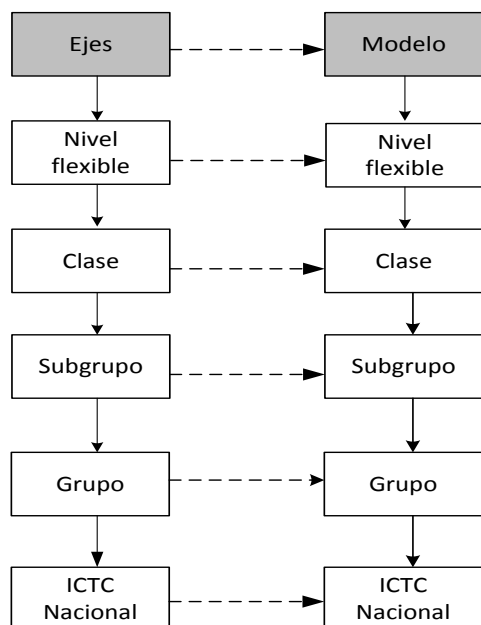 Ejes
Modelo
Nivel
flexible
Nivel
flexible
Clase
Clase
Subgrupo
Subgrupo
Grupo
Grupo
ICTC
Nacional
ICTC
Nacional